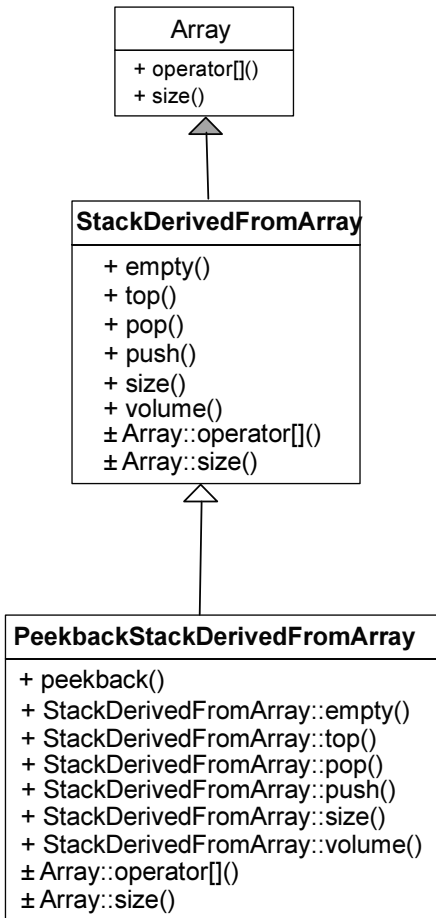 Array
+ operator[]()
+ size()
StackDerivedFromArray
+ empty()
+ top()
+ pop()
+ push()
+ size()
+ volume()
± Array::operator[]()
± Array::size()
PeekbackStackDerivedFromArray
+ peekback()
+ StackDerivedFromArray::empty()
+ StackDerivedFromArray::top()
+ StackDerivedFromArray::pop()
+ StackDerivedFromArray::push()
+ StackDerivedFromArray::size()
+ StackDerivedFromArray::volume()
± Array::operator[]()
± Array::size()